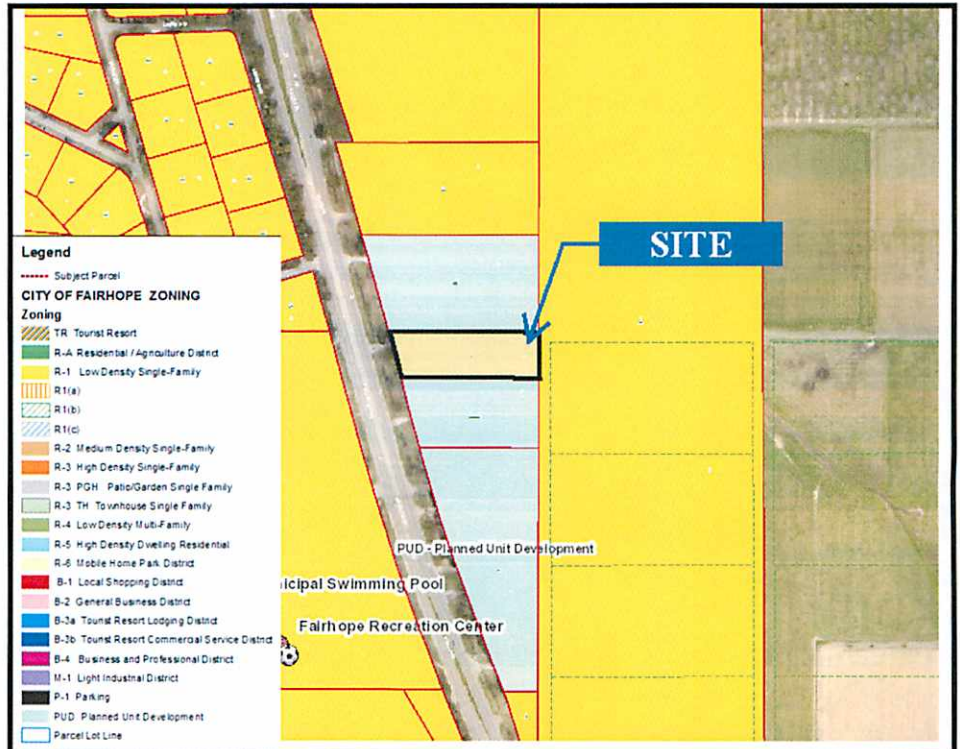 SITE
Legend
Subject Parcel
CITY OF FAIRHOPE ZONING
Zoning
TR Tourist Resort
R-A Residential / Agriculture District
R-1 Low Density Single-Family
R1(a)
R1(b)
R1(c)
R-2 Medium Density Single-Family
R-3 High Density Single-Family
R-3 PGH Patio/Garden Single Family
R-3 TH Townhouse Single Family
R-4 Low Density Multi-Family
R-5 High Density Dwelling Residential
R-6 Mobile Home Park District
B-1 Local Shopping District
B-2 General Business District
B-3a Tourist Resort Lodging District
B-3b Tourist Resort Commercial Service District
B-4 Business and Professional District
M-1 Light Industrial District
P-1 Parking
PUD Planned Unit Development
Parcel Lot Line
PUD - Planned Unit Development
nicipal Swimming Pool
Fairhope Recreation Center